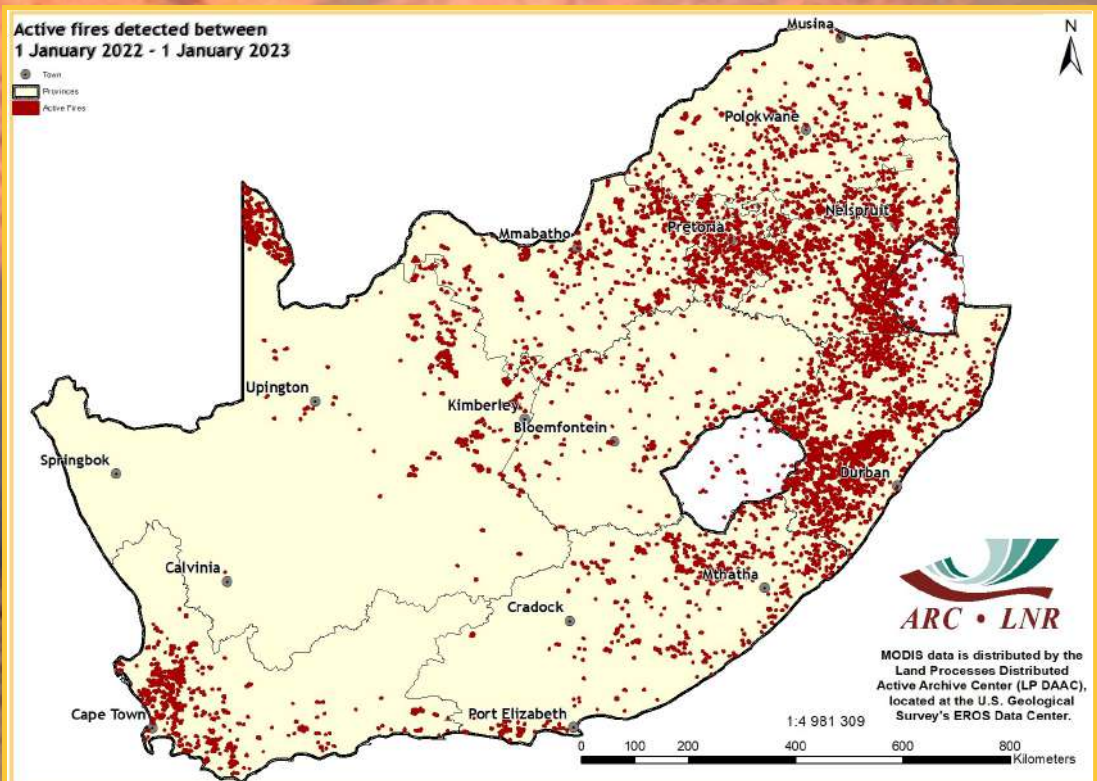 Active fires detected between
1 January 2022 - 1 January 2023
Town
Provinces
Active Fires
N
Musina
Polokwane
Nelspruit
Pretoria
Mmabatho
Upington
Kimberley
Bloemfontein
Springbok
Durban
Calvinia
Mthatha
Cradock
Cape Town
Port Elizabeth
ARC • LNR
MODIS data is distributed by the
Land Processes Distributed
Active Archive Center (LP DAAC),
located at the U.S. Geological
Survey's EROS Data Center.
1:4 981 309
0 100 200 400 600 800
Kilometers